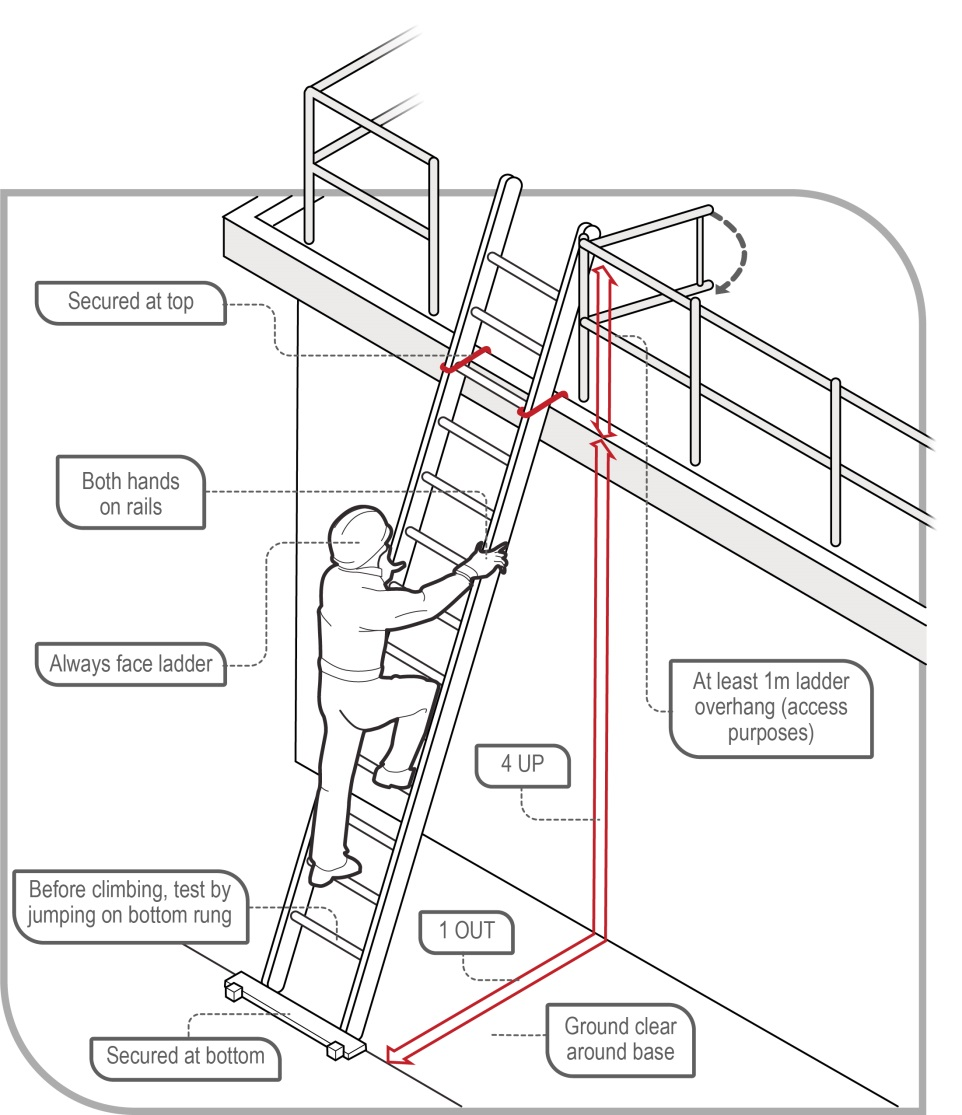 Secured at top
Both hands
on rails
Always face ladder
At least 1m ladder
overhang (access
purposes)
4 UP
Before climbing, test by
jumping on bottom rung
1 OUT
Ground clear
around base
Secured at bottom